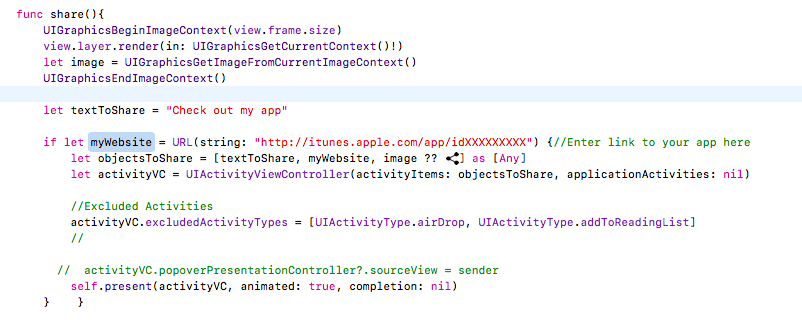 func share(){
UIGraphicsBeginImageContext(view.frame.size)
view.layer.render(in: UIGraphicsGetCurrentContext()!)
let image = UIGraphicsGetImageFromCurrentImageContext()
UIGraphicsEndImageContext()
let textToShare = "Check out my app"
if let myWebsite = URL(string: "http://itunes.apple.com/app/idXXXXXXXXX") {//Enter link to your app here
let objectsToShare = [textToShare, myWebsite, image ?? ] as [Any]
let activityVC = UIActivityViewController(activityItems: objectsToShare, applicationActivities: nil)
//Excluded Activities
activityVC.excludedActivityTypes = [UIActivityType.airDrop, UIActivityType.addToReadingList]
//
// activityVC.popoverPresentationController?.sourceView = sender
self.present(activityVC, animated: true, completion: nil)
} }